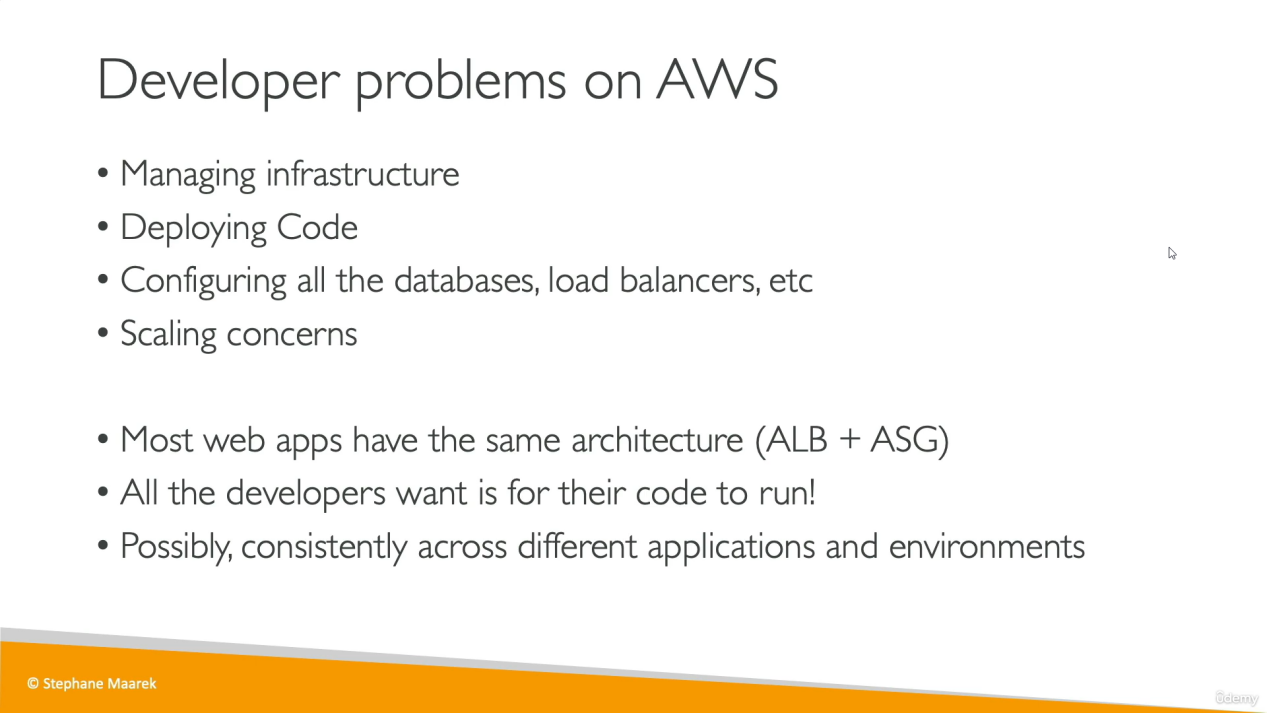 Developer problems on AWS
• Managing infrastructure
• Deploying Code
• Configuring all the databases, load balancers, etc
• Scaling concerns
• Most web apps have the same architecture (ALB + ASG)
• All the developers want is for their code to run!
• Possibly, consistently across different applications and environments
© Stephane Maarek
ûdemy